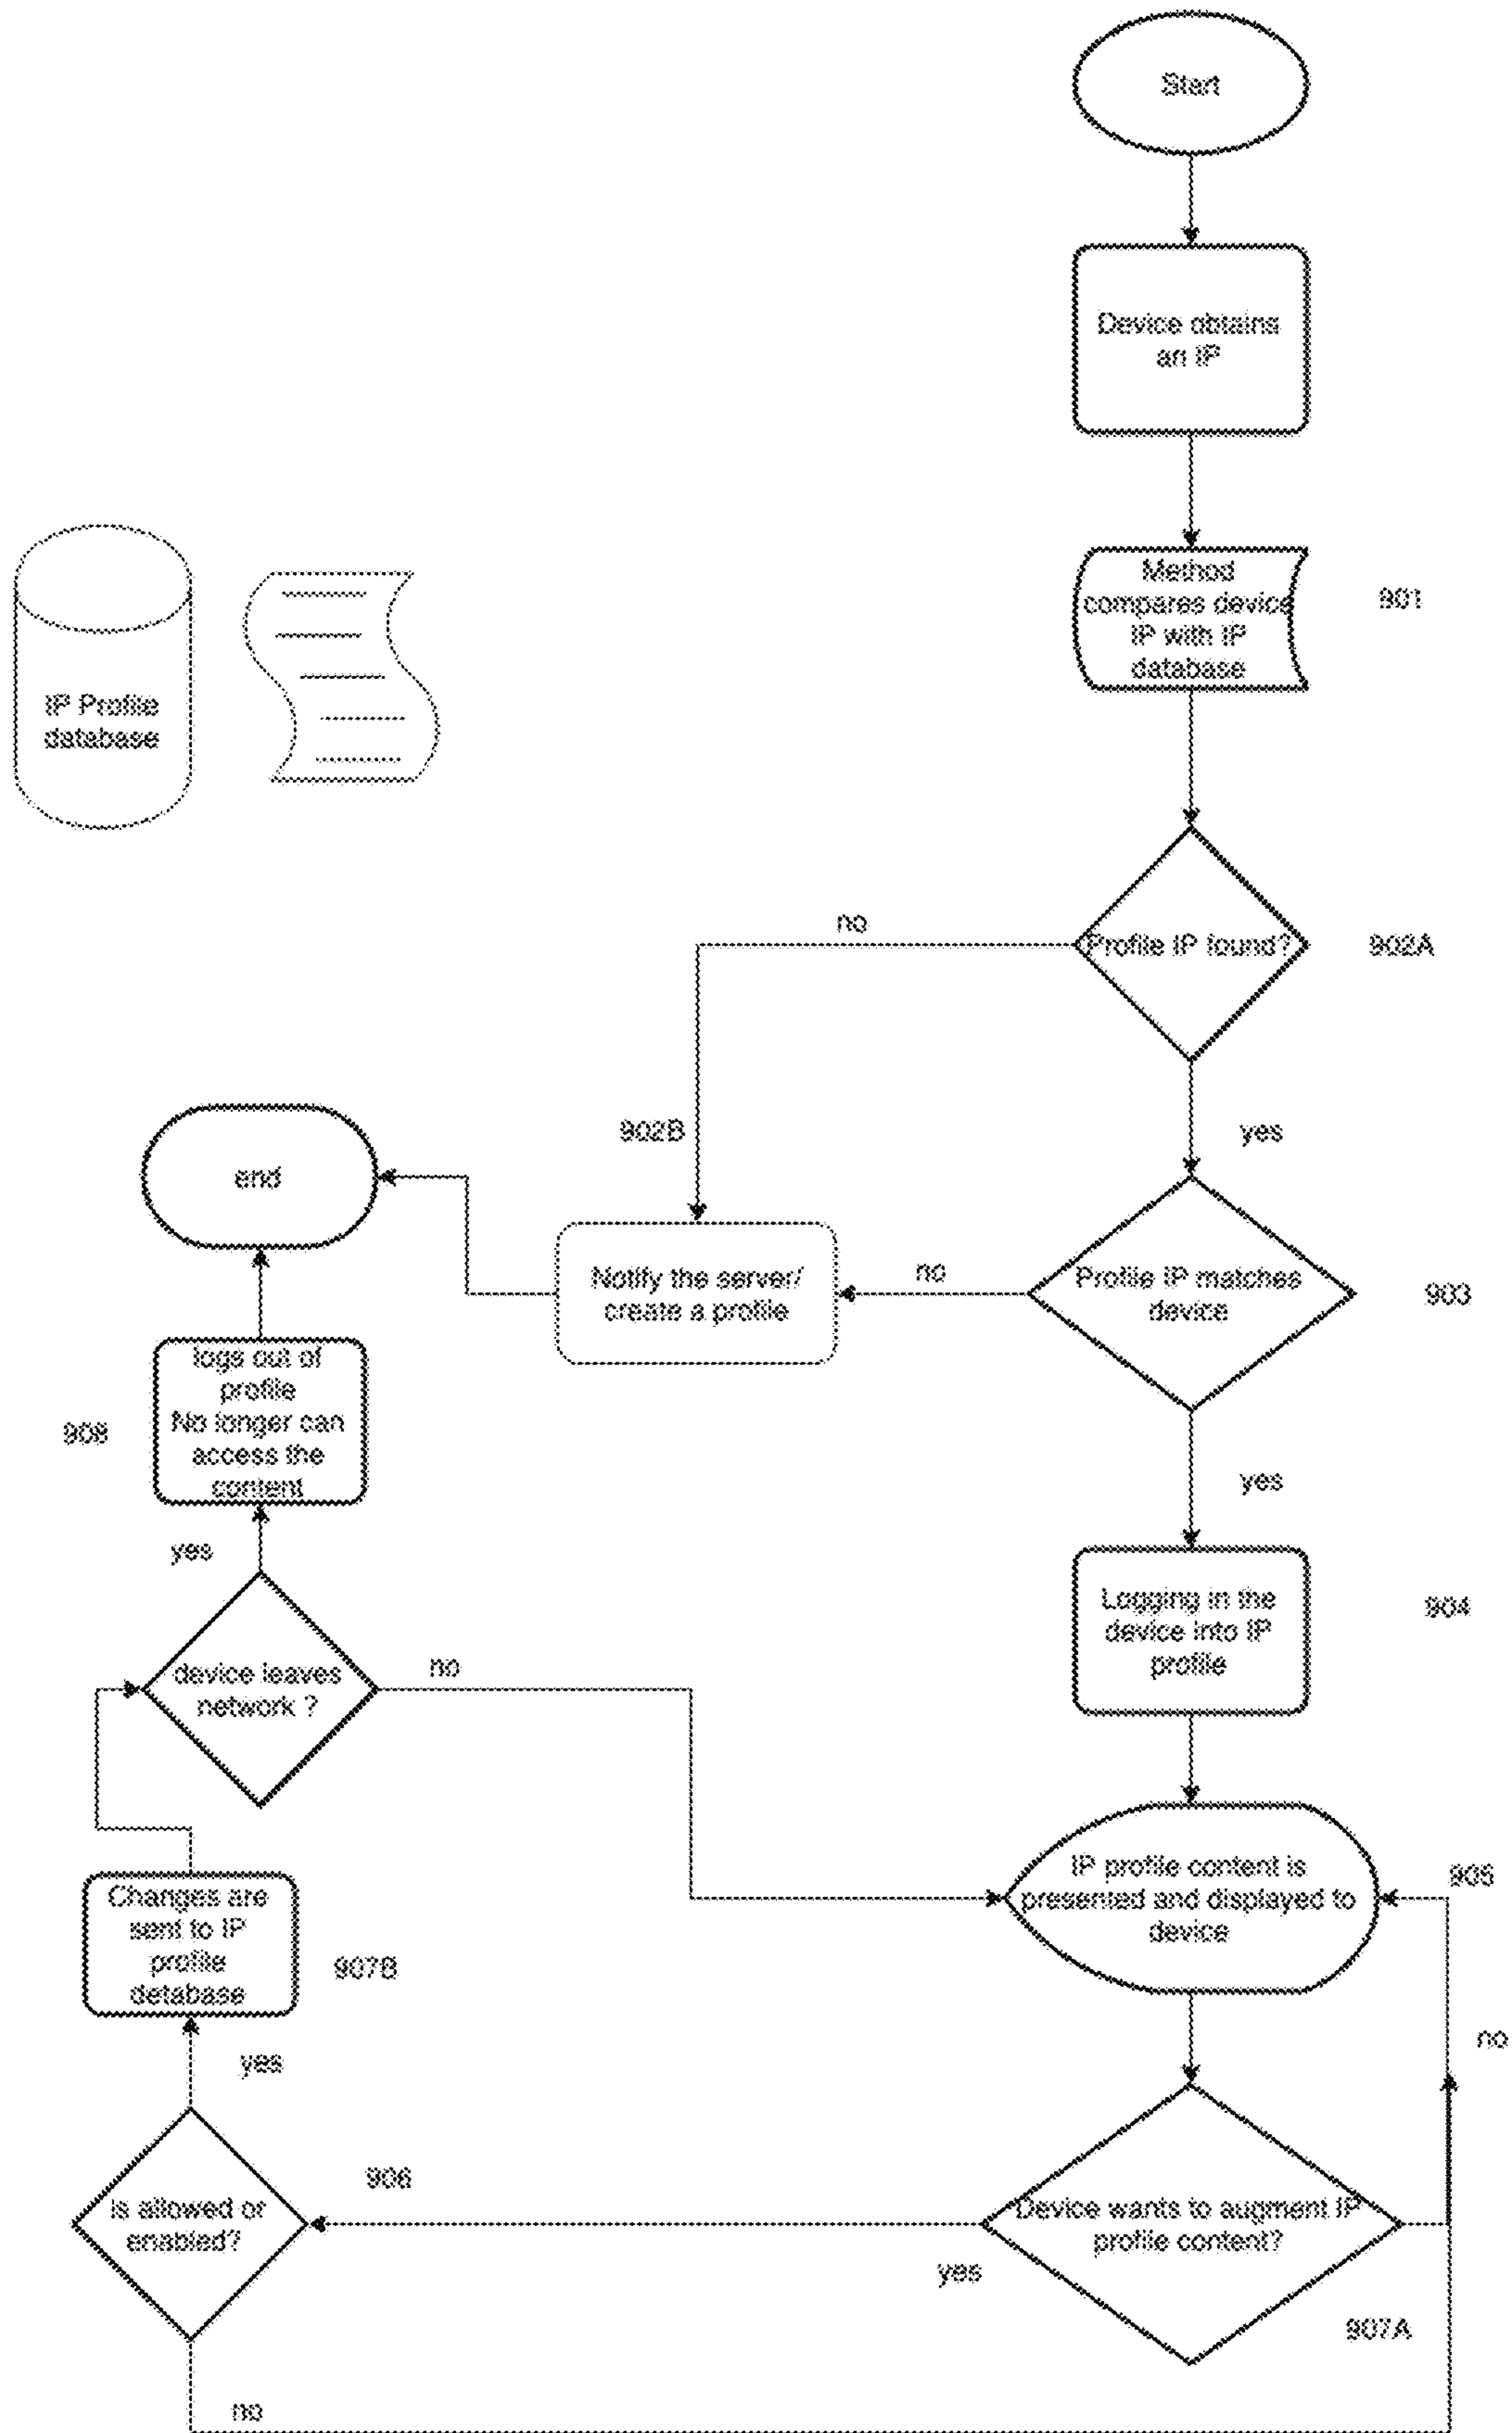 Start
Device obtains
an IP
Method
compares device
IP with IP
database
901
IP Profile
database
no
Profile IP found?
902A
902B
yes
end
Notify the server/
create a profile
no
Profile IP matches
device
903
logs out of
profile
No longer can
access the
content
908
yes
yes
Logging in the
device into IP
profile
904
device leaves
network ?
no
IP profile content is
presented and displayed to
device
905
Changes are
sent to IP
profile
detabase
907B
no
yes
906
is allowed or
enabled?
Device wants to augment IP
profile content?
yes
907A
no